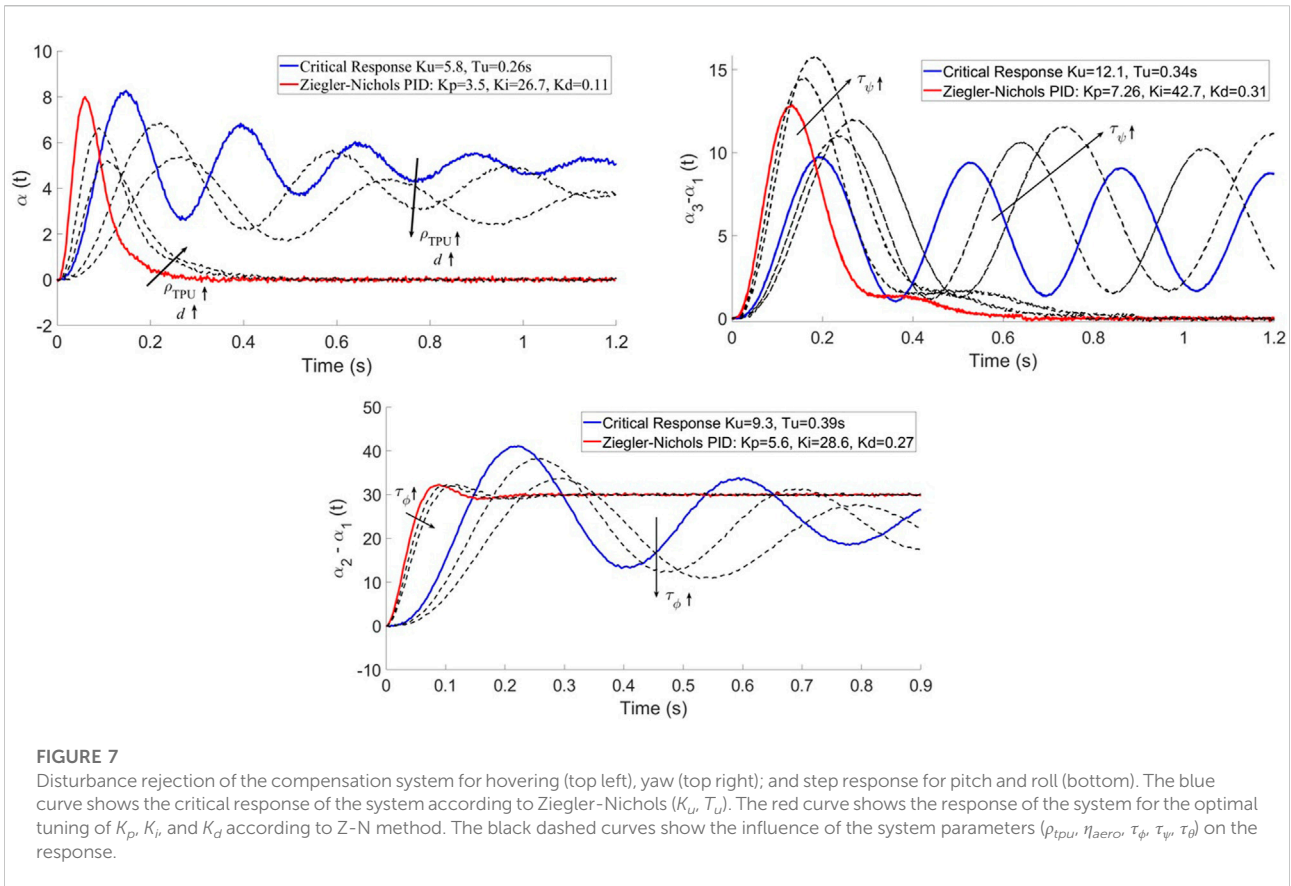 10
8
6
4
2
0
-2
α (t)
Critical Response Ku=5.8, Tu=0.26s
Ziegler-Nichols PID: Kp=3.5, Ki=26.7, Kd=0.11
ρTPU↑
d↑
ρTPU↑
d↑
0 0.2 0.4 0.6 0.8 1 1.2
Time (s)
15
10
5
0
α3-α1 (t)
Critical Response Ku=12.1, Tu=0.34s
Ziegler-Nichols PID: Kp=7.26, Ki=42.7, Kd=0.31
τψ↑
τψ↑
0 0.2 0.4 0.6 0.8 1 1.2
Time (s)
50
40
30
20
10
0
-10
α2 - α1 (t)
Critical Response Ku=9.3, Tu=0.39s
Ziegler-Nichols PID: Kp=5.6, Ki=28.6, Kd=0.27
τϕ↑
τϕ↑
0 0.1 0.2 0.3 0.4 0.5 0.6 0.7 0.8 0.9
Time (s)
FIGURE 7
Disturbance rejection of the compensation system for hovering (top left), yaw (top right); and step response for pitch and roll (bottom). The blue
curve shows the critical response of the system according to Ziegler-Nichols (Ku, Tu). The red curve shows the response of the system for the optimal
tuning of Kp, Ki, and Kd according to Z-N method. The black dashed curves show the influence of the system parameters (ρtpu, ηaero, τϕ, τψ, τθ) on the
response.